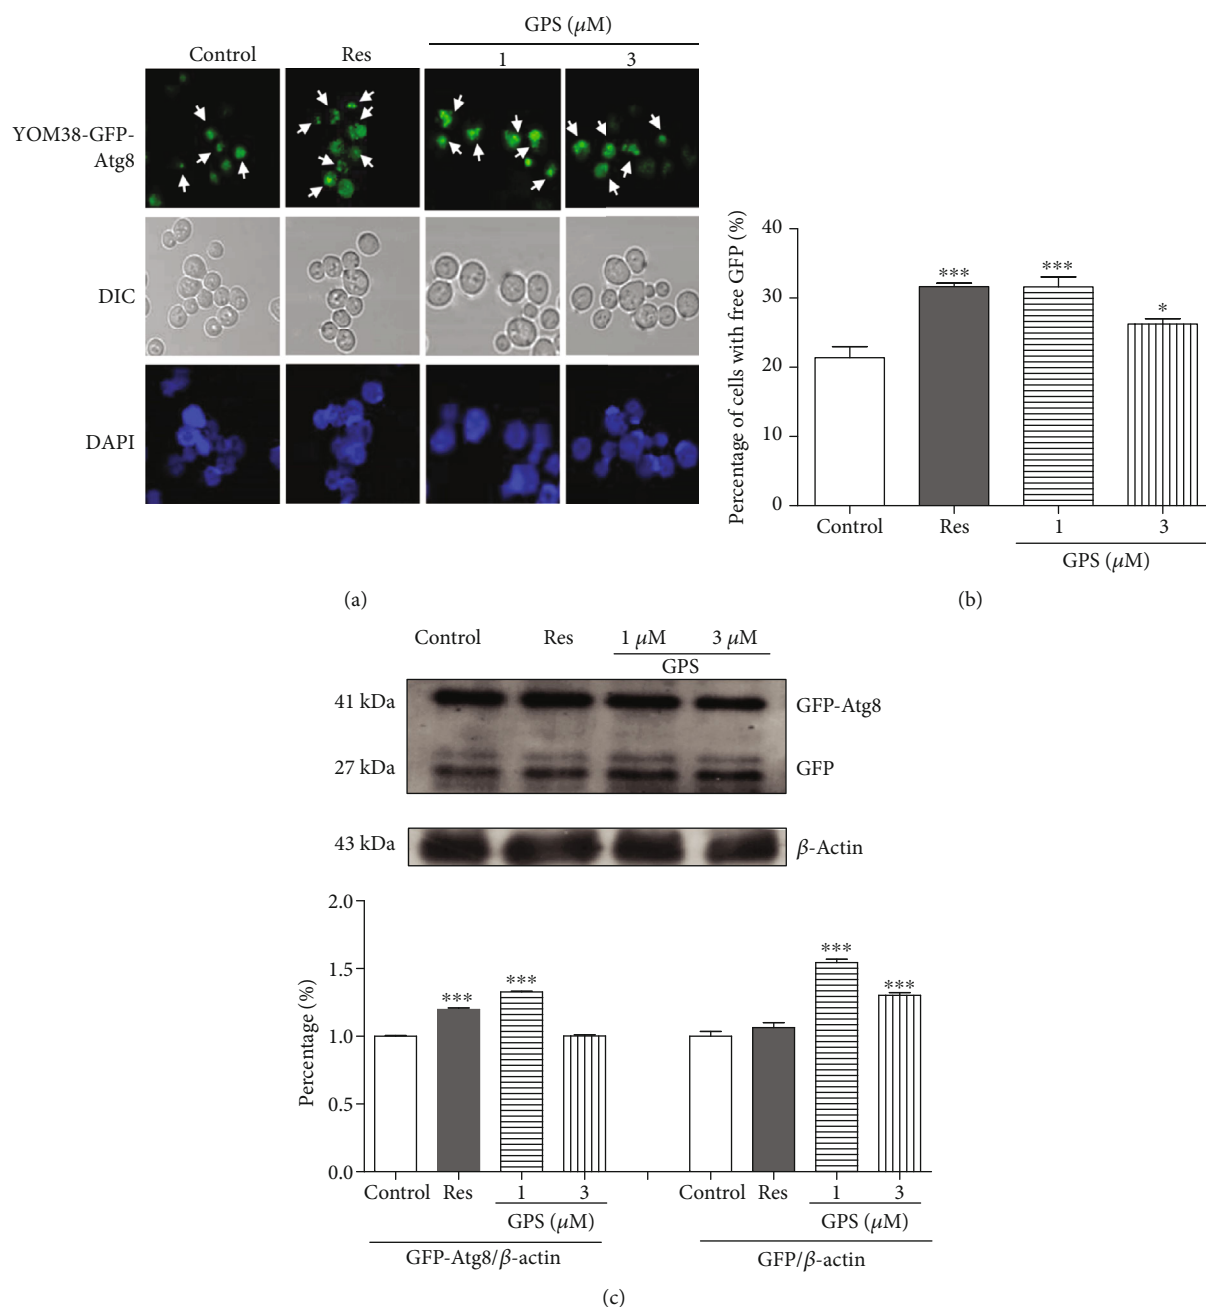 GPS (μM)
Control Res 1 3
YOM38-GFP-
Atg8
DIC
DAPI
(a)
Percentage of cells with free GFP (%)
40
30
20
10
0
***
***
*
Control Res 1 3
GPS (μM)
(b)
Control Res 1 μM 3 μM
GPS
41 kDa GFP-Atg8
27 kDa GFP
43 kDa β-Actin
Percentage (%)
2.0
1.5
1.0
0.5
0.0
***
***
***
***
Control Res 1 3 Control Res 1 3
GPS (μM) GPS (μM)
GFP-Atg8/β-actin GFP/β-actin
(c)